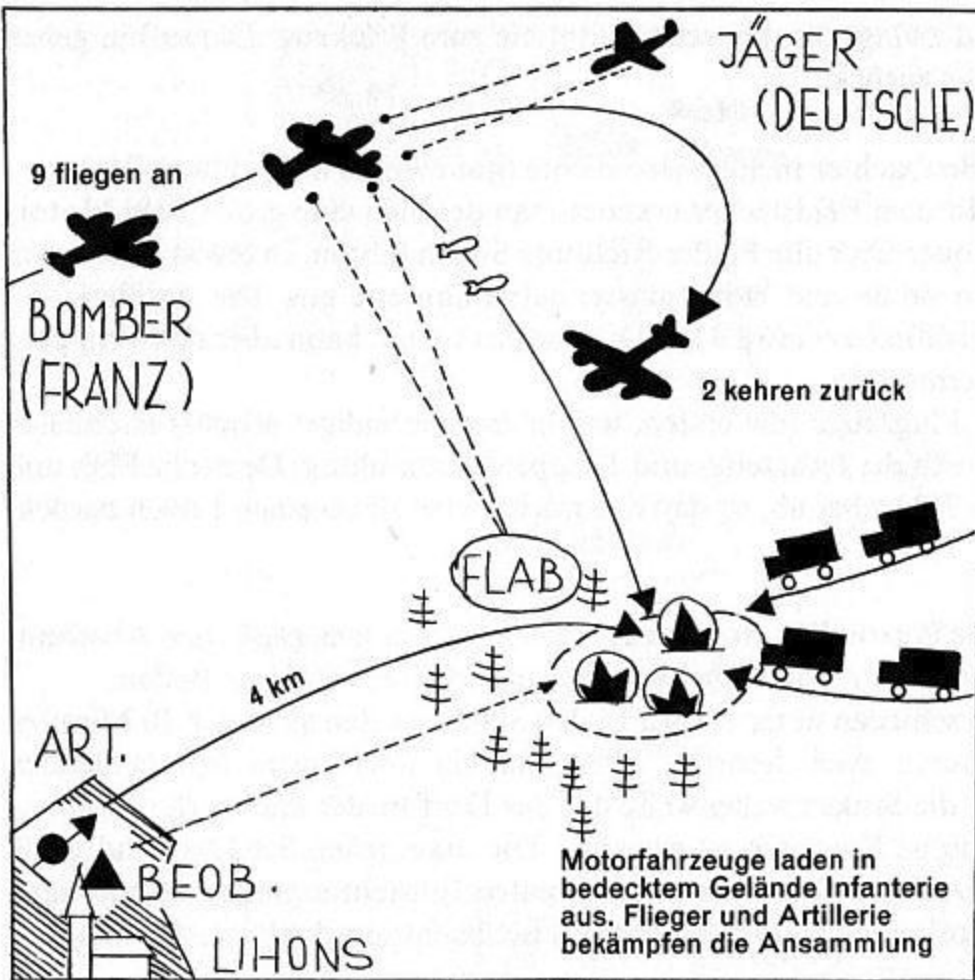 JÄGER
(DEUTSCHE)
9 fliegen an
BOMBER
(FRANZ)
2 kehren zurück
FLAB
4 km
ART.
BEOB.
LIHONS
Motorfahrzeuge laden in
bedecktem Gelände Infanterie
aus. Flieger und Artillerie
bekämpfen die Ansammlung